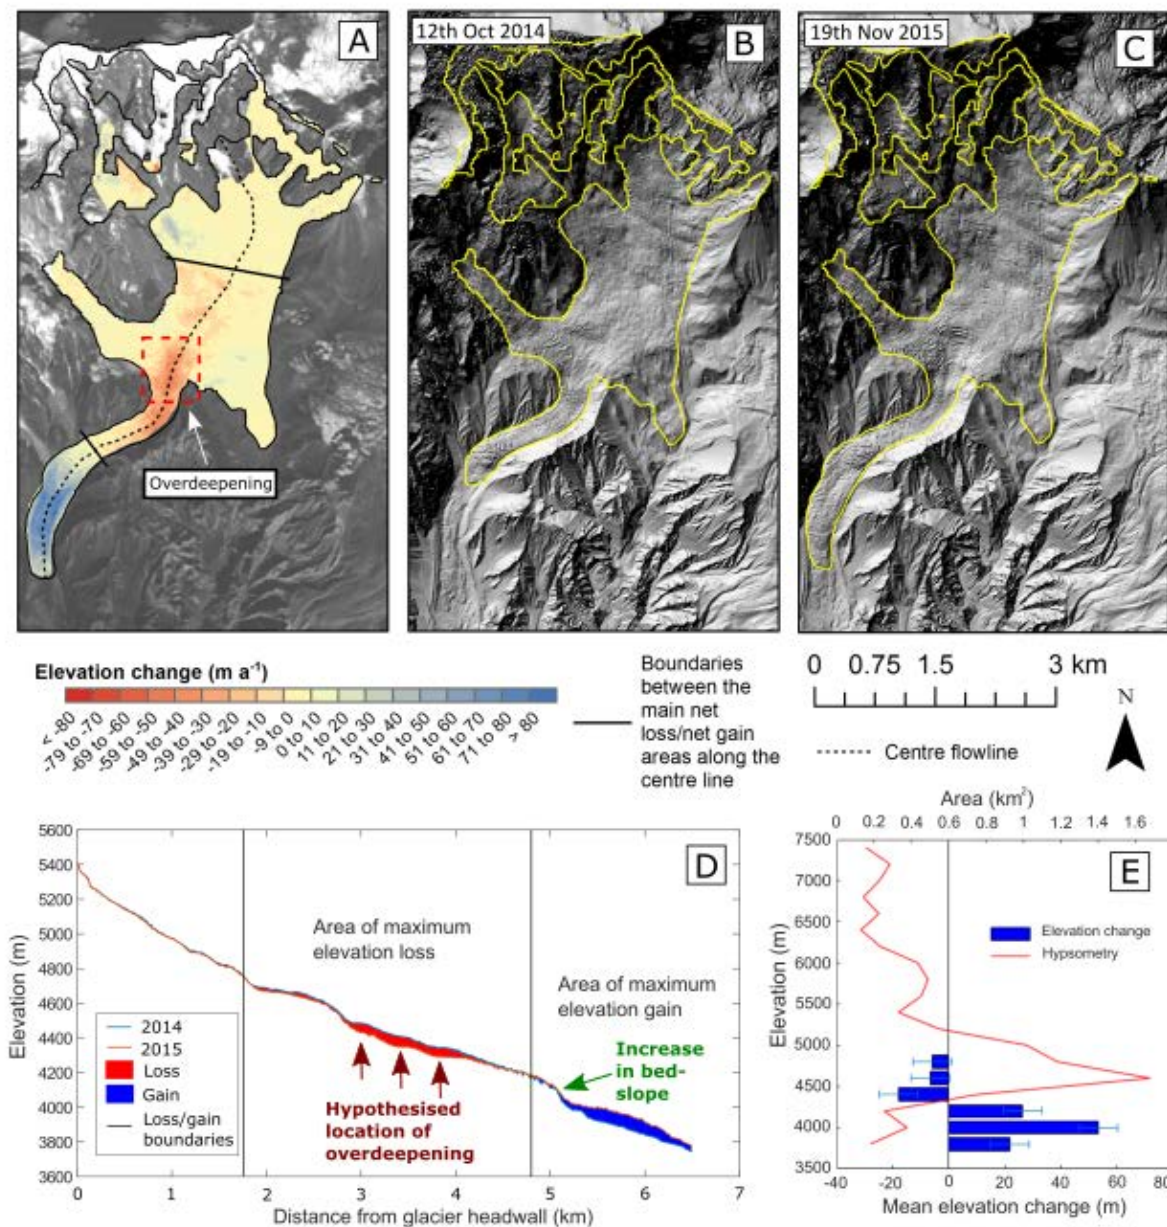 A
12th Oct 2014
B
19th Nov 2015
C
Overdeepening
Elevation change (m a⁻¹)
< -80
-79 to -70
-69 to -60
-59 to -50
-49 to -40
-39 to -30
-29 to -20
-19 to -10
-9 to 0
0 to 10
11 to 20
21 to 30
31 to 40
41 to 50
51 to 60
61 to 70
71 to 80
> 80
Boundaries
between the
main net
loss/net gain
areas along the
centre line
0 0.75 1.5 3 km
Centre flowline
N
D
5600
5400
5200
5000
4800
4600
4400
4200
4000
3800
3600
Elevation (m)
Area of maximum
elevation loss
Area of maximum
elevation gain
2014
2015
Loss
Gain
Loss/gain
boundaries
Hypothesised
location of
overdeepening
Increase
in bed-
slope
0 1 2 3 4 5 6 7
Distance from glacier headwall (km)
Area (km²)
0 0.2 0.4 0.6 0.8 1 1.2 1.4 1.6
E
7500
7000
6500
6000
5500
5000
4500
4000
3500
Elevation (m)
Elevation change
Hypsometry
-40 -20 0 20 40 60 80
Mean elevation change (m)